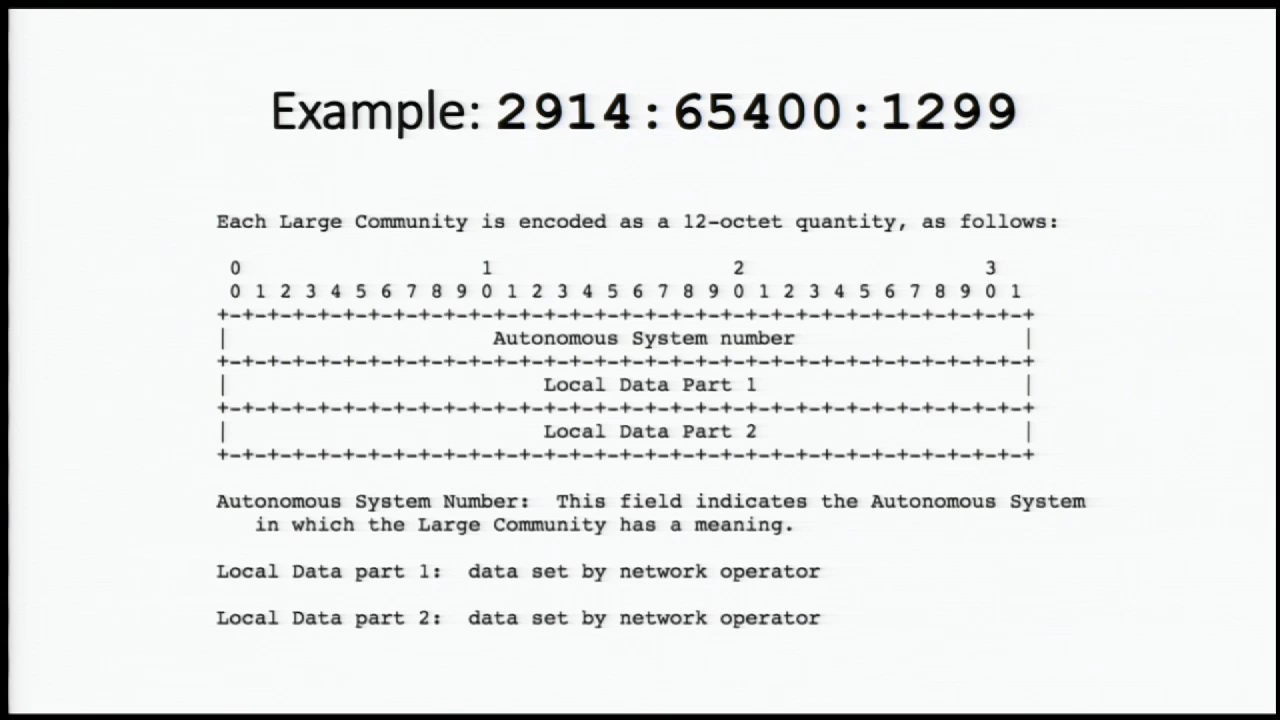 Example: 2914:65400:1299
Each Large Community is encoded as a 12-octet quantity, as follows:
0                   1                   2                   3
0 1 2 3 4 5 6 7 8 9 0 1 2 3 4 5 6 7 8 9 0 1 2 3 4 5 6 7 8 9 0 1
+-+-+-+-+-+-+-+-+-+-+-+-+-+-+-+-+-+-+-+-+-+-+-+-+-+-+-+-+-+-+-+-+
|                     Autonomous System number                  |
+-+-+-+-+-+-+-+-+-+-+-+-+-+-+-+-+-+-+-+-+-+-+-+-+-+-+-+-+-+-+-+-+
|                         Local Data Part 1                     |
+-+-+-+-+-+-+-+-+-+-+-+-+-+-+-+-+-+-+-+-+-+-+-+-+-+-+-+-+-+-+-+-+
|                         Local Data Part 2                     |
+-+-+-+-+-+-+-+-+-+-+-+-+-+-+-+-+-+-+-+-+-+-+-+-+-+-+-+-+-+-+-+-+
Autonomous System Number:  This field indicates the Autonomous System
in which the Large Community has a meaning.
Local Data part 1:  data set by network operator
Local Data part 2:  data set by network operator